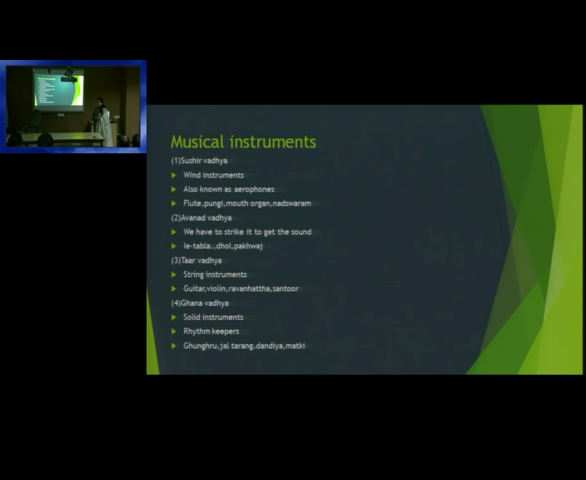 Musical instruments
(1)Sushir vadhya
Wind instruments
Also known as aerophones
Flute,pungi,mouth organ,nadswaram
(2)Avanad vadhya
We have to strike it to get the sound
Ie-tabla.,dhol,pakhwaj
(3)Taar vadhya
String instruments
Guitar,violin,ravanhattha,santoor
(4)Ghana vadhya
Solid instruments
Rhythm keepers
Ghunghru,jal tarang.dandiya,matki